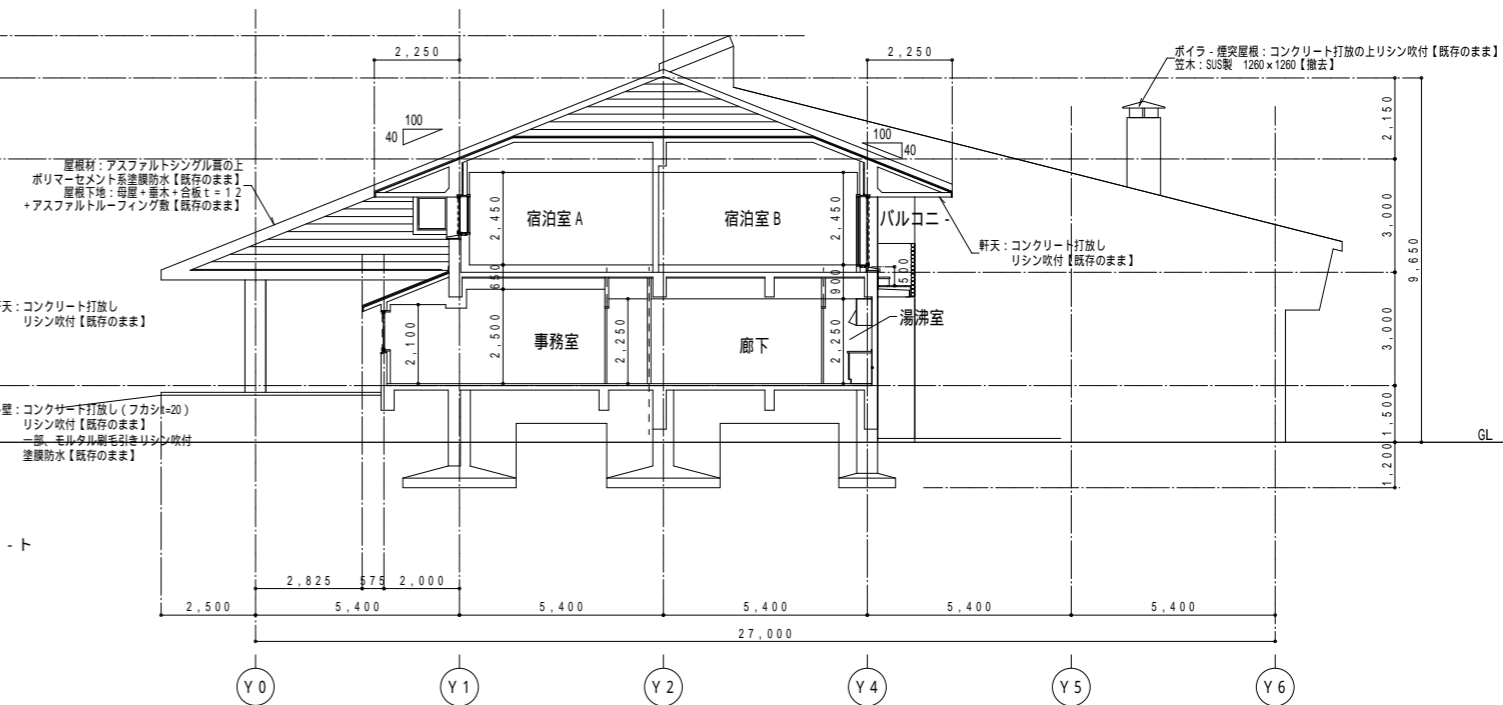 2,250
2,250
ボイラ - 煙突屋根：コンクリート打放の上リシン吹付【既存のまま】
笠木：SUS製 1260×1260【撤去】
100
40
100
40
2,150
屋根材：アスファルトシングル葺の上
ポリマーセメント系塗膜防水【既存のまま】
屋根下地：母屋＋垂木＋合板ｔ＝12
＋アスファルトルーフィング敷【既存のまま】
2,450
宿泊室Ａ
宿泊室Ｂ
2,450
バルコニ -
3,000
9,650
軒天：コンクリート打放し
リシン吹付【既存のまま】
650
900
500
天：コンクリート打放し
リシン吹付【既存のまま】
2,100
2,500
事務室
2,250
廊下
2,250
湯沸室
3,000
壁：コンクサート打放し（フカシt=20）
リシン吹付【既存のまま】
一部、モルタル刷毛引きリシン吹付
塗膜防水【既存のまま】
1,500
GL
1,200
- ト
2,825
575
2,000
2,500
5,400
5,400
5,400
5,400
5,400
27,000
Y 0
Y 1
Y 2
Y 4
Y 5
Y 6